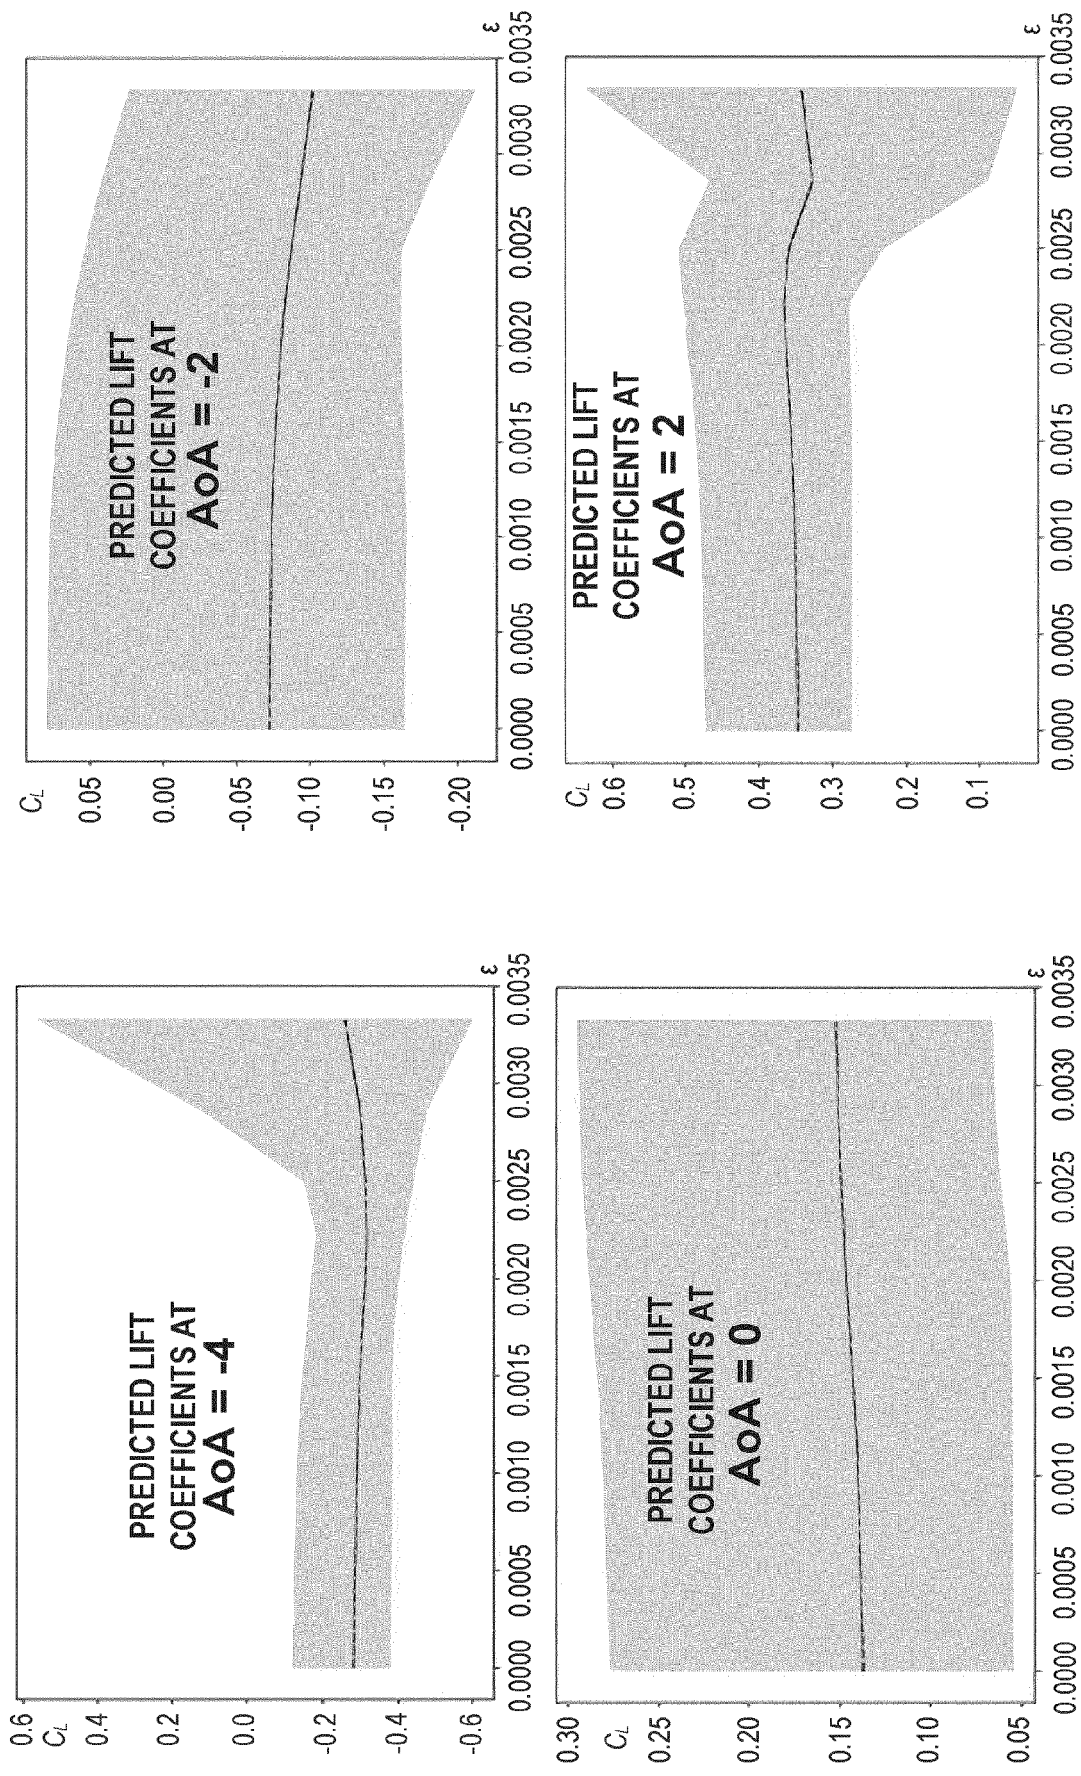 0.6
C_L
0.4
0.2
0.0
-0.2
-0.4
-0.6
PREDICTED LIFT
COEFFICIENTS AT
AoA = -4
0.0000 0.0005 0.0010 0.0015 0.0020 0.0025 0.0030 0.0035
ε
C_L
0.05
0.00
-0.05
-0.10
-0.15
-0.20
PREDICTED LIFT
COEFFICIENTS AT
AoA = -2
0.0000 0.0005 0.0010 0.0015 0.0020 0.0025 0.0030 0.0035
ε
0.30
C_L
0.25
0.20
0.15
0.10
0.05
PREDICTED LIFT
COEFFICIENTS AT
AoA = 0
0.0000 0.0005 0.0010 0.0015 0.0020 0.0025 0.0030 0.0035
ε
C_L
0.6
0.5
0.4
0.3
0.2
0.1
PREDICTED LIFT
COEFFICIENTS AT
AoA = 2
0.0000 0.0005 0.0010 0.0015 0.0020 0.0025 0.0030 0.0035
ε